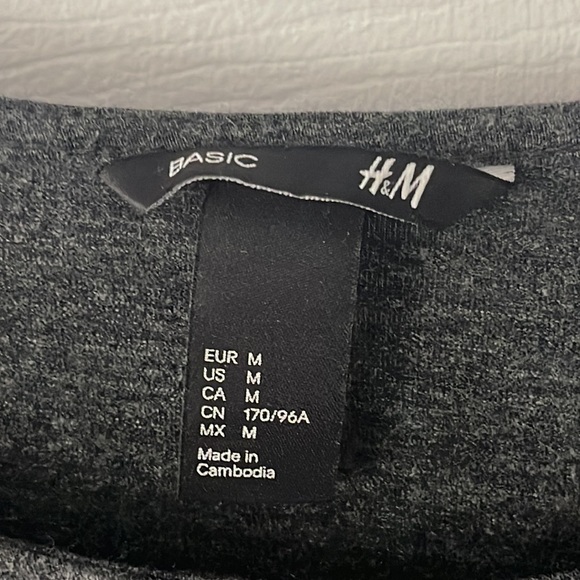 BASIC H&M
EUR M
US M
CA M
CN 170/96A
MX M
Made in
Cambodia